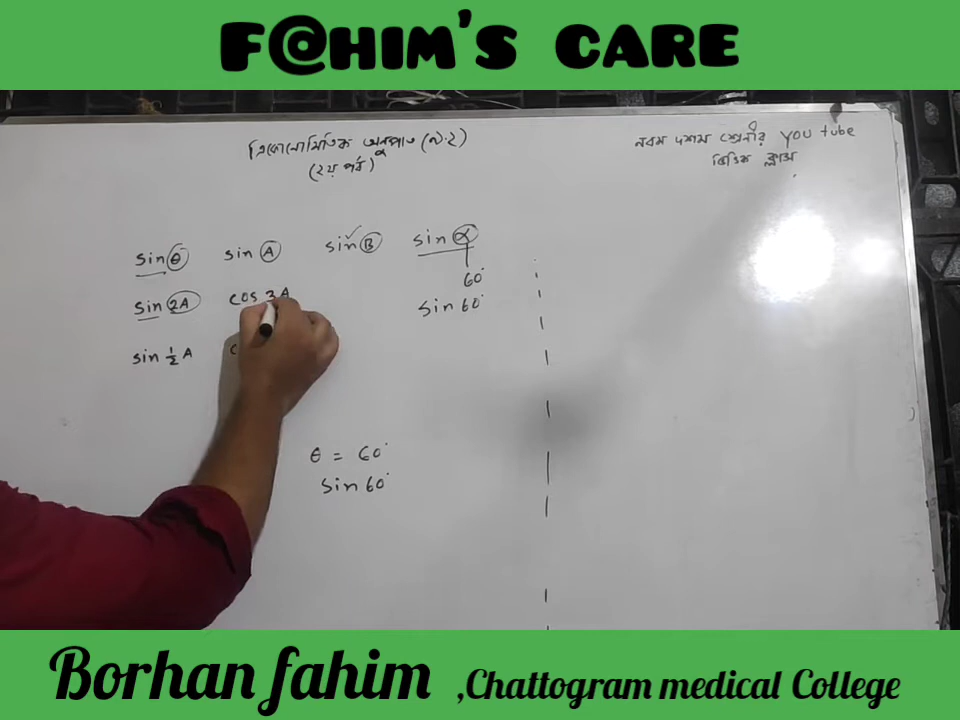 F@HIM'S CARE
ত্রিকোনোমিতিক অনুপাত (৯.২)
(২য় পর্ব)
নবম দশম শ্রেনীর YOU tube
ভিত্তিক ক্লাস
sin θ sin A sin B sin α
60°
sin 2A cos 3A sin 60°
sin 1/2 A
θ = 60°
sin 60°
Borhan fahim ,Chattogram medical College